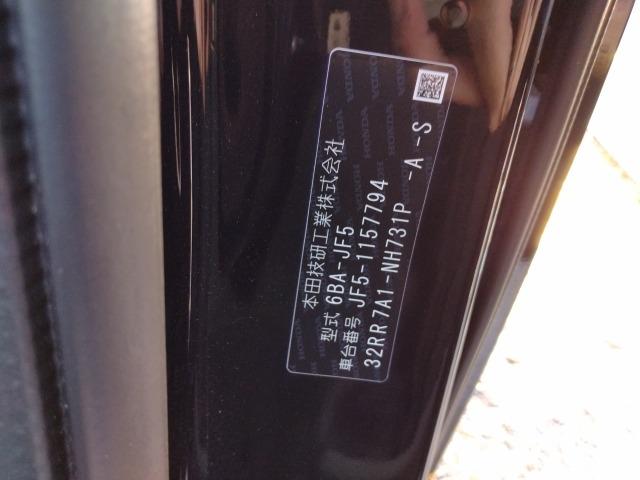 本田技研工業株式会社
型式 6BA-JF5
車台番号 JF5-1157794
32RR7A1-NH731P -A -S